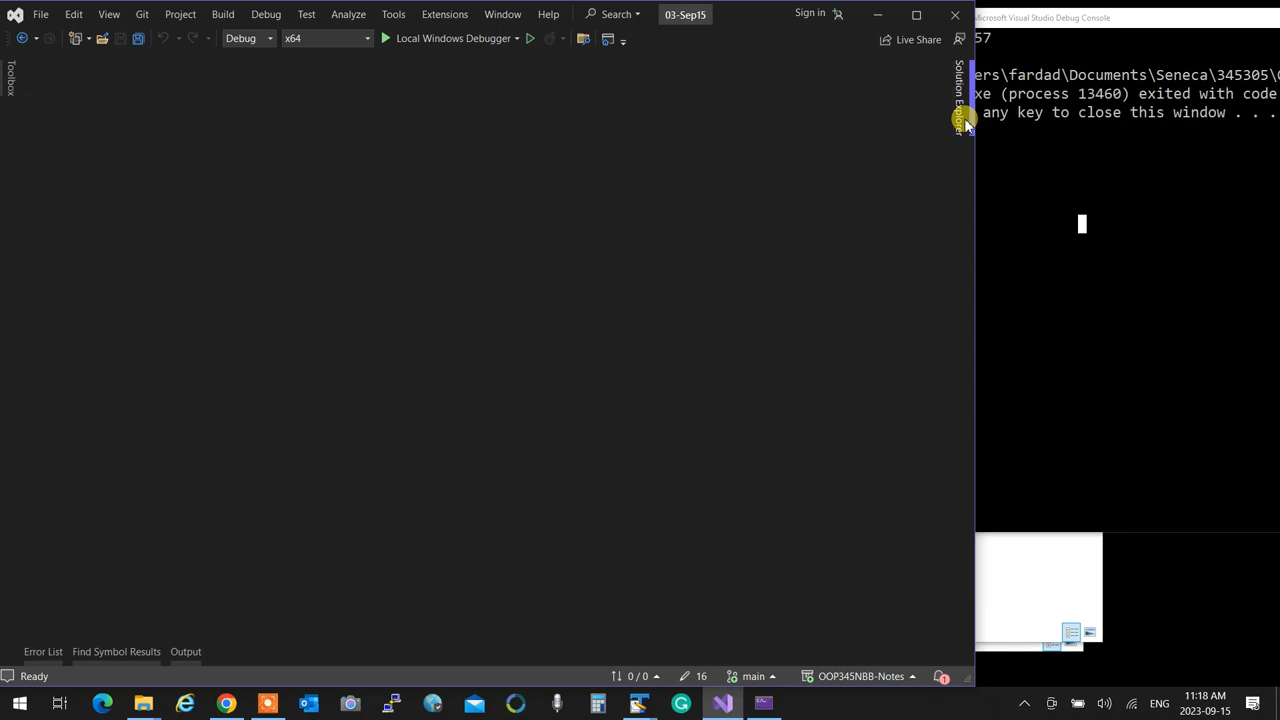 File Edit View Git Project Build Debug Test Analyze Tools Extensions Window Help Search 03-Sep15 Sign in
Debug x64 Local Windows Debugger Live Share
Toolbox
Solution Explorer
Error List Find Symbol Results Output
Ready 0 / 0 16 main OOP345NBB-Notes 1
Microsoft Visual Studio Debug Console
57
ers\fardad\Documents\Seneca\345305\
xe (process 13460) exited with code
any key to close this window . . .
ENG
11:18 AM
2023-09-15